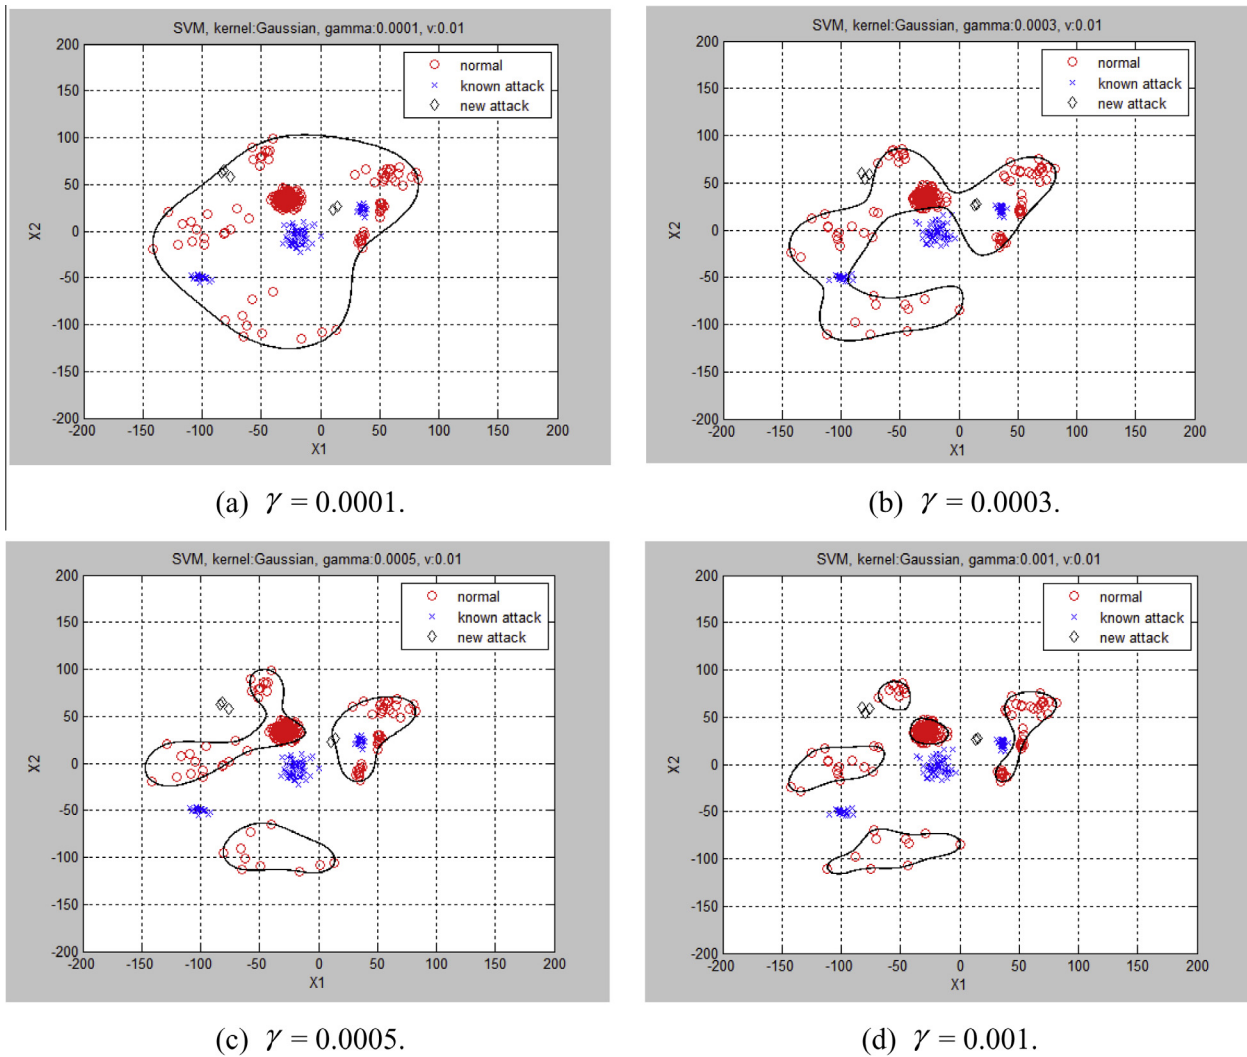 SVM, kernel:Gaussian, gamma:0.0001, v:0.01
200
150
100
50
0
-50
-100
-150
-200
X2
normal
known attack
new attack
-200 -150 -100 -50 0 50 100 150 200
X1
(a) γ = 0.0001.
SVM, kernel:Gaussian, gamma:0.0003, v:0.01
200
150
100
50
0
-50
-100
-150
-200
X2
normal
known attack
new attack
-200 -150 -100 -50 0 50 100 150 200
X1
(b) γ = 0.0003.
SVM, kernel:Gaussian, gamma:0.0005, v:0.01
200
150
100
50
0
-50
-100
-150
-200
X2
normal
known attack
new attack
-200 -150 -100 -50 0 50 100 150 200
X1
(c) γ = 0.0005.
SVM, kernel:Gaussian, gamma:0.001, v:0.01
200
150
100
50
0
-50
-100
-150
-200
X2
normal
known attack
new attack
-200 -150 -100 -50 0 50 100 150 200
X1
(d) γ = 0.001.